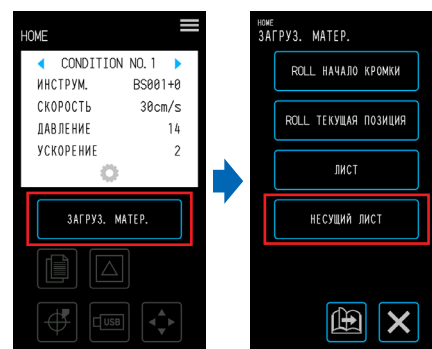 HOME
CONDITION NO.1
ИНСТРУМ. BS001+0
СКОРОСТЬ 30cm/s
ДАВЛЕНИЕ 14
УСКОРЕНИЕ 2
ЗАГРУЗ. МАТЕР.
USB
HOME
ЗАГРУЗ. МАТЕР.
ROLL НАЧАЛО КРОМКИ
ROLL ТЕКУЩАЯ ПОЗИЦИЯ
ЛИСТ
НЕСУЩИЙ ЛИСТ